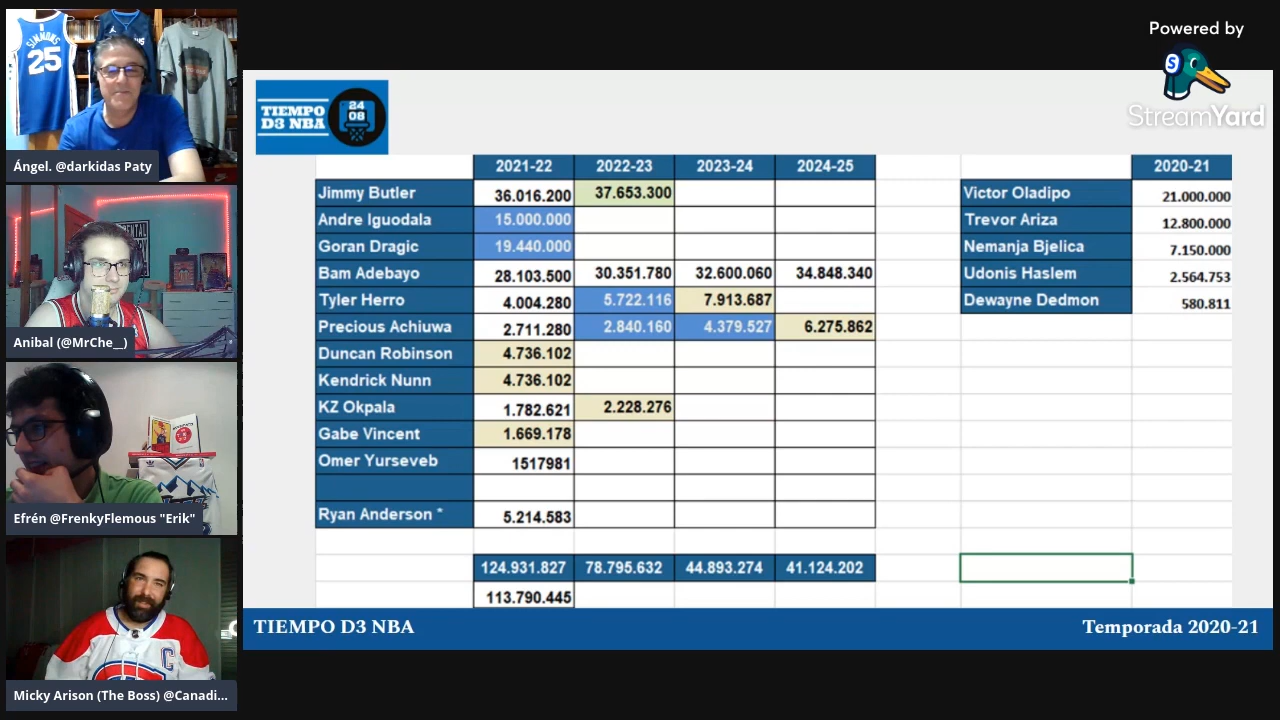 SIMMONS
25
Ángel. @darkidas Paty
Anibal (@MrChe__)
Efrén @FrenkyFlemous "Erik"
C
Micky Arison (The Boss) @Canadi...
Powered by
S
StreamYard
TIEMPO
D3 NBA
24
08
2021-22 2022-23 2023-24 2024-25 2020-21
Jimmy Butler 36.016.200 37.653.300 Victor Oladipo 21.000.000
Andre Iguodala 15.000.000 Trevor Ariza 12.800.000
Goran Dragic 19.440.000 Nemanja Bjelica 7.150.000
Bam Adebayo 28.103.500 30.351.780 32.600.060 34.848.340 Udonis Haslem 2.564.753
Tyler Herro 4.004.280 5.722.116 7.913.687 Dewayne Dedmon 580.811
Precious Achiuwa 2.711.280 2.840.160 4.379.527 6.275.862
Duncan Robinson 4.736.102
Kendrick Nunn 4.736.102
KZ Okpala 1.782.621 2.228.276
Gabe Vincent 1.669.178
Omer Yurseveb 1517981
Ryan Anderson * 5.214.583
124.931.827 78.795.632 44.893.274 41.124.202
113.790.445
TIEMPO D3 NBA Temporada 2020-21